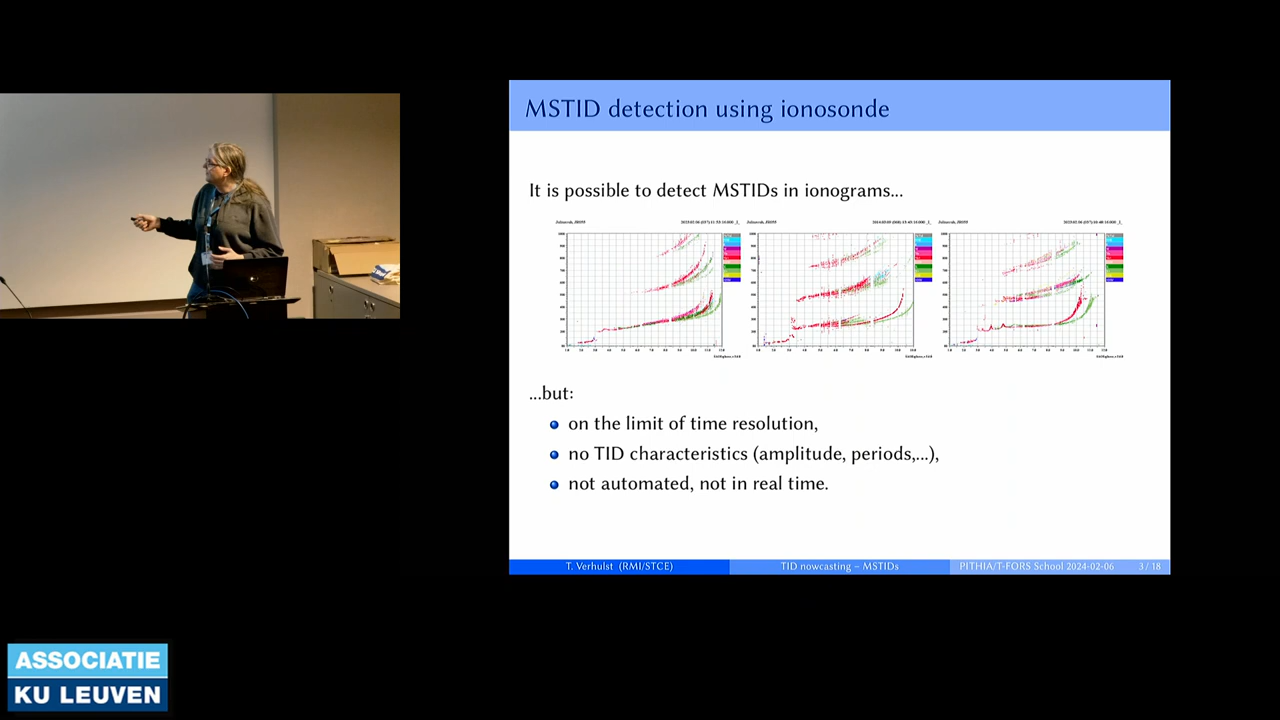 MSTID detection using ionosonde
It is possible to detect MSTIDs in ionograms...
...but:
on the limit of time resolution,
no TID characteristics (amplitude, periods,...),
not automated, not in real time.
T. Verhulst (RMI/STCE)
TID nowcasting – MSTIDs
PITHIA/T-FORS School 2024-02-06
3 / 18
ASSOCIATIE
KU LEUVEN